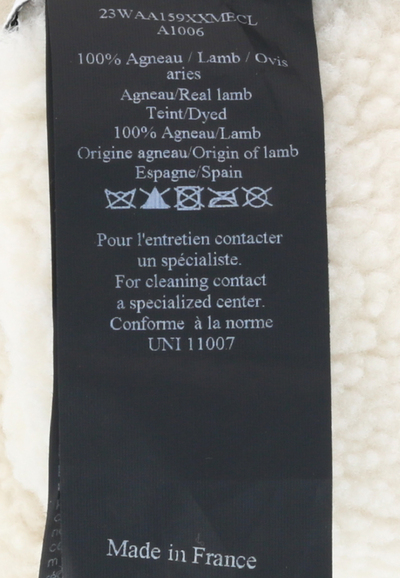 23WAA159XXMECL
A1006
100% Agneau / Lamb / Ovis
aries
Agneau/Real lamb
Teint/Dyed
100% Agneau/Lamb
Origine agneau/Origin of lamb
Espagne/Spain
Pour l'entretien contacter
un spécialiste.
For cleaning contact
a specialized center.
Conforme à la norme
UNI 11007
Made in France